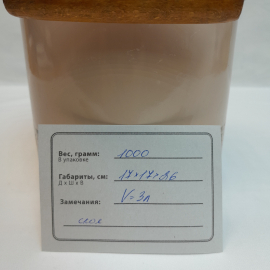 Вес, грамм: 1000
В упаковке
Габариты, см: 17×17×26
Д х Ш х В
Замечания: V=3л
скол